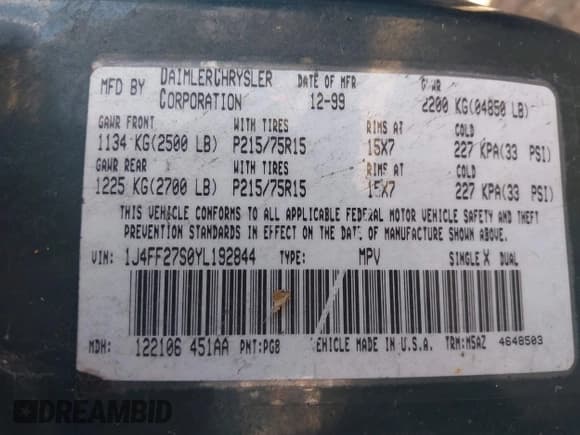 MFD BY DAIMLERCHRYSLER CORPORATION DATE OF MFR 12-99 GVWR 2200 KG(04850 LB)
GAWR FRONT WITH TIRES RIMS AT COLD
1134 KG(2500 LB) P215/75R15 15X7 227 KPA(33 PSI)
GAWR REAR WITH TIRES RIMS AT COLD
1225 KG(2700 LB) P215/75R15 15X7 227 KPA(33 PSI)
THIS VEHICLE CONFORMS TO ALL APPLICABLE FEDERAL MOTOR VEHICLE SAFETY AND THEFT
PREVENTION STANDARDS IN EFFECT ON THE DATE OF MANUFACTURE SHOWN ABOVE.
VIN: 1J4FF27S0YL192844 TYPE: MPV SINGLE X DUAL
MDH: 122106 451AA PNT:PG8 VEHICLE MADE IN U.S.A. TRM:M5AZ 4648503
DREAMBID